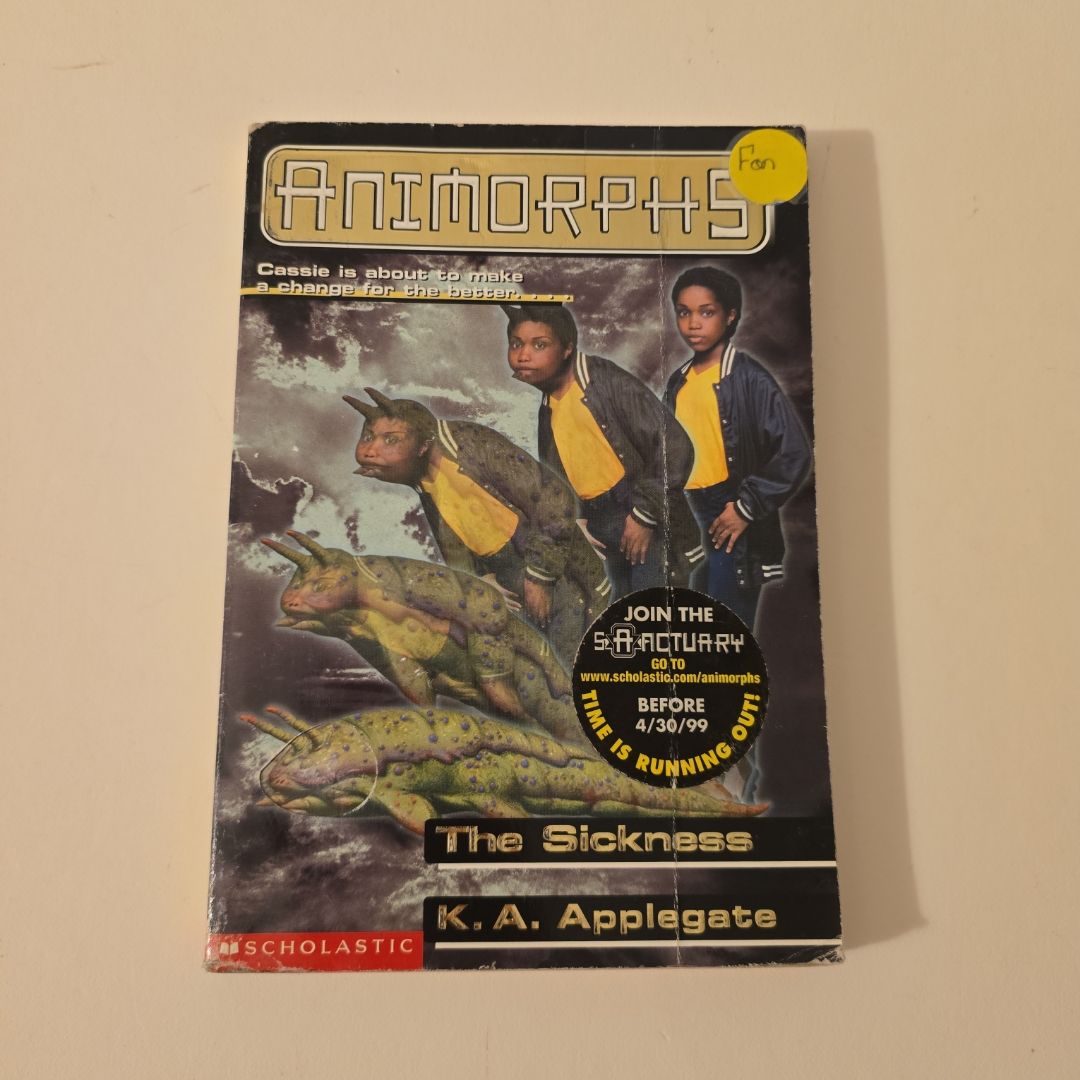 ANIMORPHS
Fan
Cassie is about to make
a change for the better. . . .
JOIN THE
SANCTUARY
GO TO
www.scholastic.com/animorphs
BEFORE
4/30/99
TIME IS RUNNING OUT!
The Sickness
K. A. Applegate
SCHOLASTIC